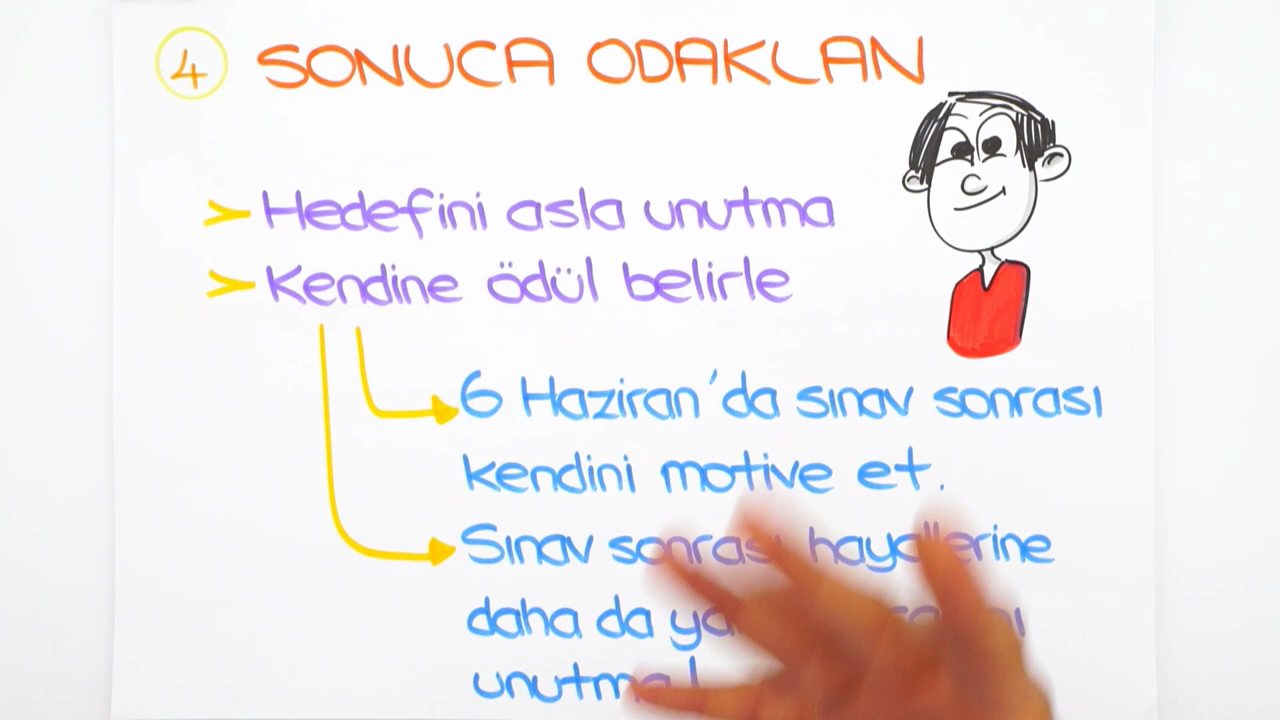 4 SONUCA ODAKLAN
> Hedefini asla unutma
> Kendine ödül belirle
6 Haziran'da sınav sonrası
kendini motive et.
Sınav sonrası hayallerine
daha da
unutma!